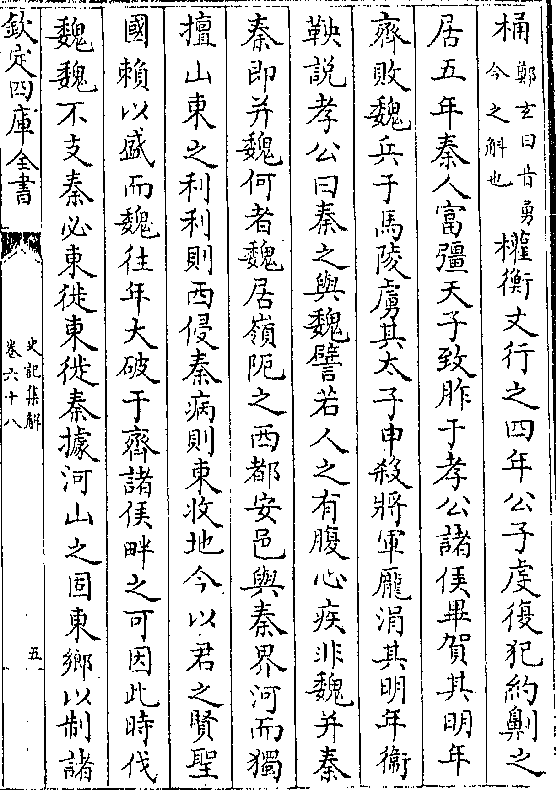 桶鄭玄曰音勇今之斛也權衡丈行之四年公子虔復犯約劓之
居五年秦人富彊天子致胙于孝公諸侯畢賀其明年
齊敗魏兵于馬陵虜其太子申殺將軍龎涓其明年衞
鞅説孝公曰秦之與魏譬若人之有腹心疾非魏并秦
秦即并魏何者魏居嶺阨之西都安邑與秦界河而獨
擅山東之利利則西侵秦病則東收地今以君之賢聖
國賴以盛而魏往年大破于齊諸侯畔之可因此時伐
魏魏不支秦必東徙東徙秦據河山之固東鄉以制諸
欽定四庫全書
史記集解
卷六十八
五